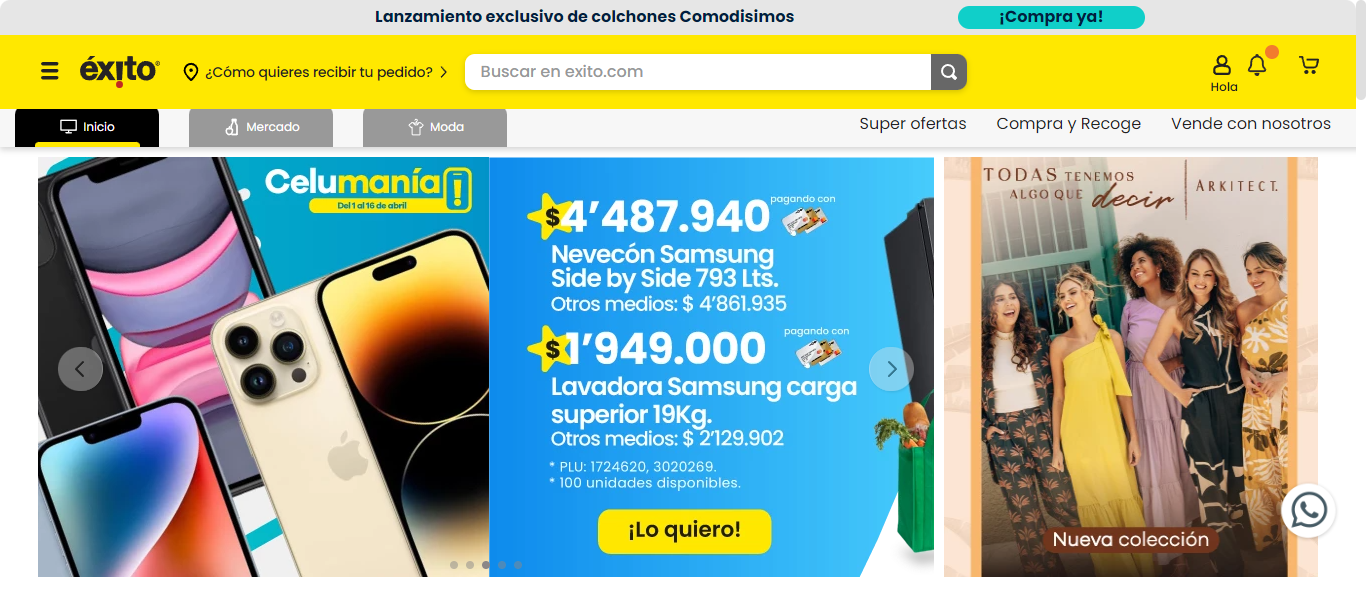 Lanzamiento exclusivo de colchones Comodisimos
¡Compra ya!
éxito
¿Cómo quieres recibir tu pedido?
Buscar en exito.com
Hola
Inicio
Mercado
Moda
Super ofertas
Compra y Recoge
Vende con nosotros
Celumanía
Del 1 al 16 de abril
$4’487.940
pagando con
Nevecón Samsung
Side by Side 793 Lts.
Otros medios: $ 4’861.935
$1’949.000
pagando con
Lavadora Samsung carga
superior 19Kg.
Otros medios: $ 2’129.902
* PLU: 1724620, 3020269.
* 100 unidades disponibles.
¡Lo quiero!
TODAS TENEMOS
ALGO QUE decir
ARKITECT.
Nueva colección